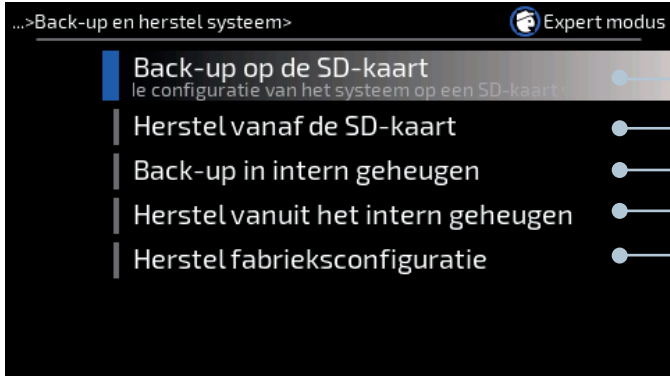 ...>Back-up en herstel systeem>
Expert modus
Back-up op de SD-kaart
le configuratie van het systeem op een SD-kaart
Herstel vanaf de SD-kaart
Back-up in intern geheugen
Herstel vanuit het intern geheugen
Herstel fabrieksconfiguratie